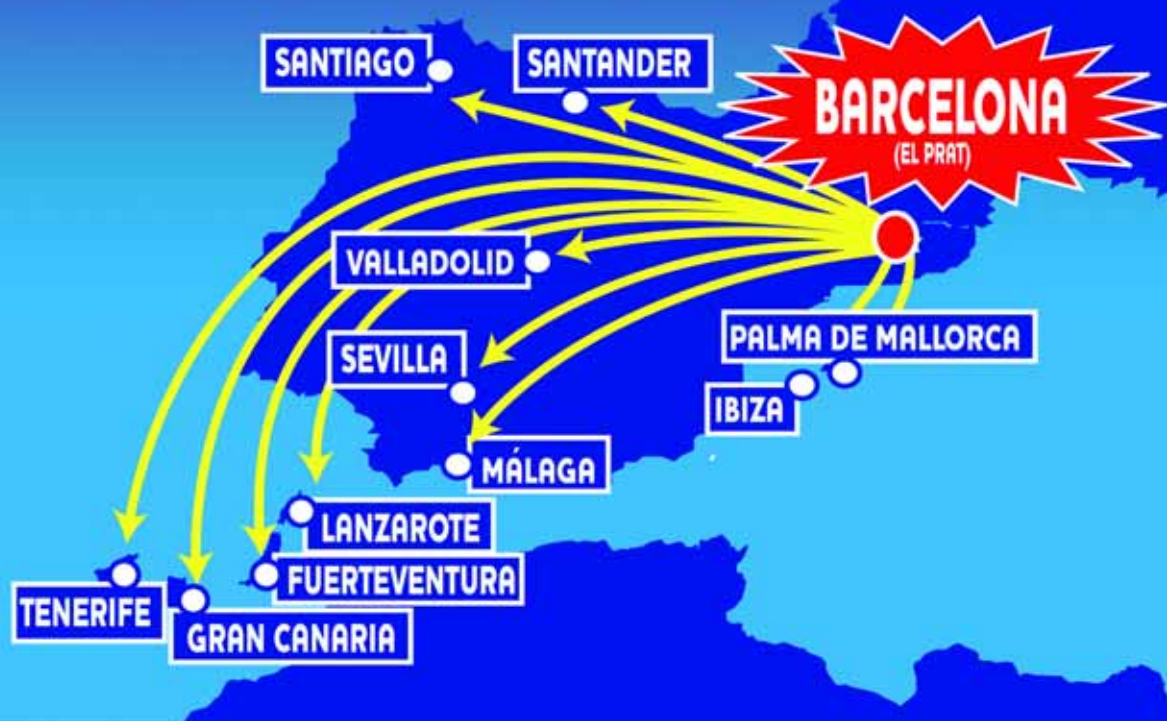 SANTIAGO
SANTANDER
BARCELONA
(EL PRAT)
VALLADOLID
SEVILLA
PALMA DE MALLORCA
IBIZA
MÁLAGA
LANZAROTE
FUERTEVENTURA
TENERIFE
GRAN CANARIA